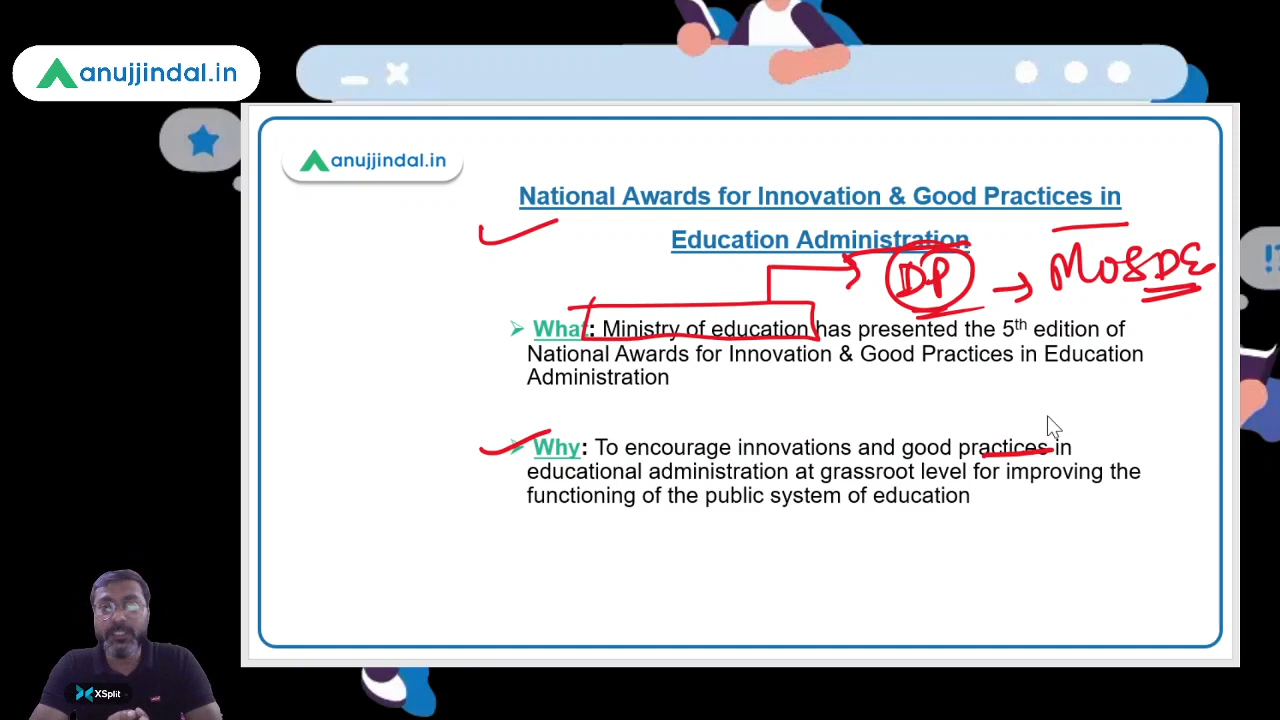 anujjindal.in
anujjindal.in
National Awards for Innovation & Good Practices in
Education Administration
DP → MOSDE
➢ What: Ministry of education has presented the 5th edition of
National Awards for Innovation & Good Practices in Education
Administration
➢ Why: To encourage innovations and good practices in
educational administration at grassroot level for improving the
functioning of the public system of education
XSplit
!?